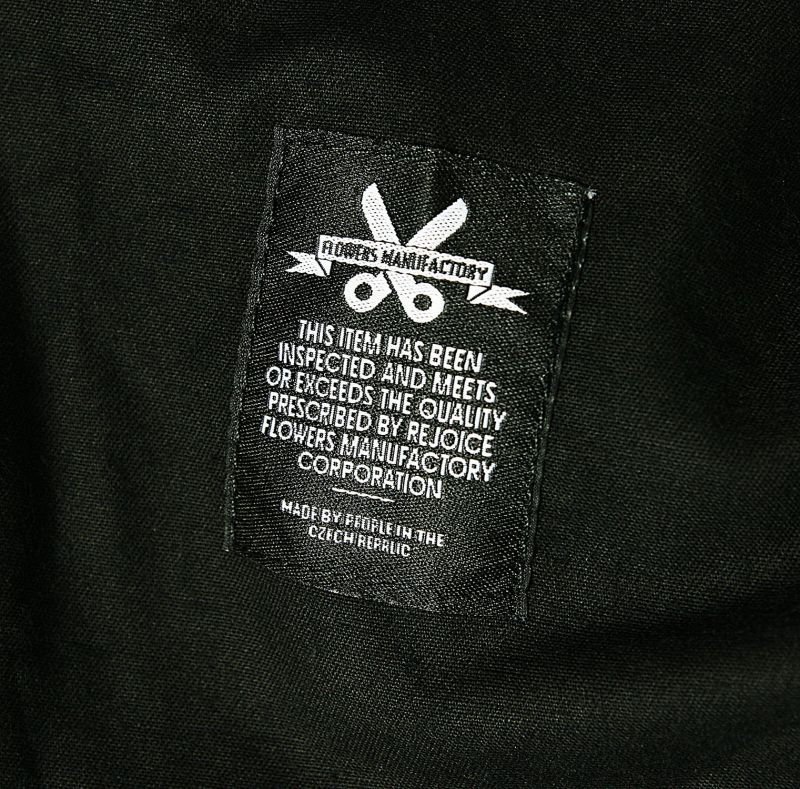 FLOWERS MANUFACTORY
THIS ITEM HAS BEEN
INSPECTED AND MEETS
OR EXCEEDS THE QUALITY
PRESCRIBED BY REJOICE
FLOWERS MANUFACTORY
CORPORATION
MADE BY PEOPLE IN THE
CZECH REPRLIC